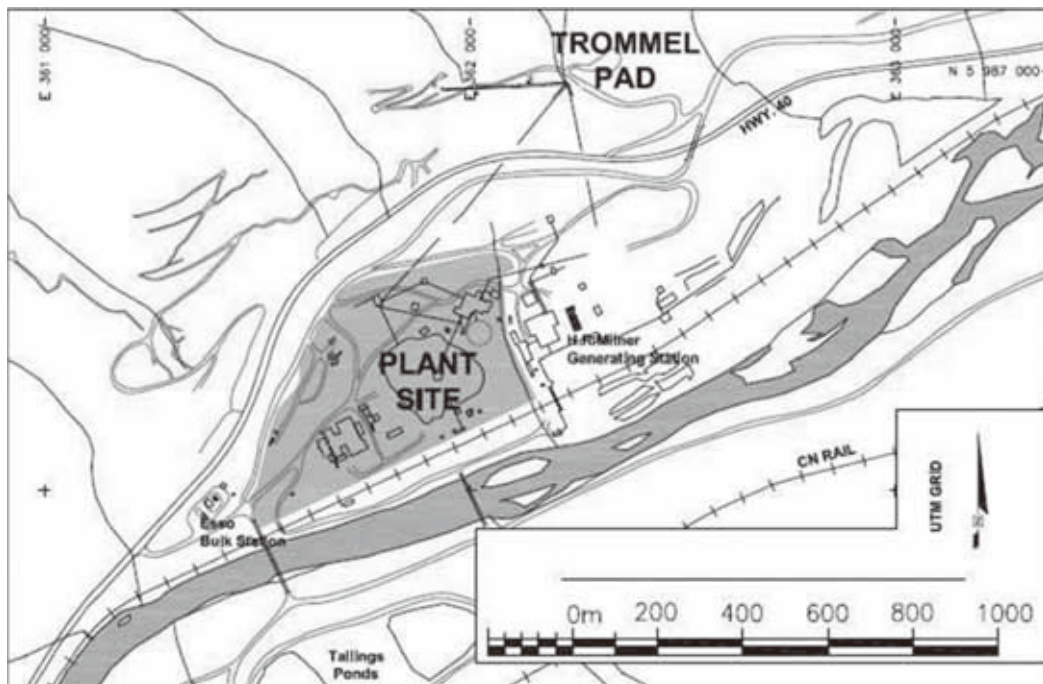 E 361 000
E 362 000
E 363 000
N 5 987 000
TROMMEL
PAD
HWY. 40
H.R. Milner
Generating Station
PLANT
SITE
CN RAIL
Esso
Bulk Station
UTM GRID
0m 200 400 600 800 1000
Tailings
Ponds